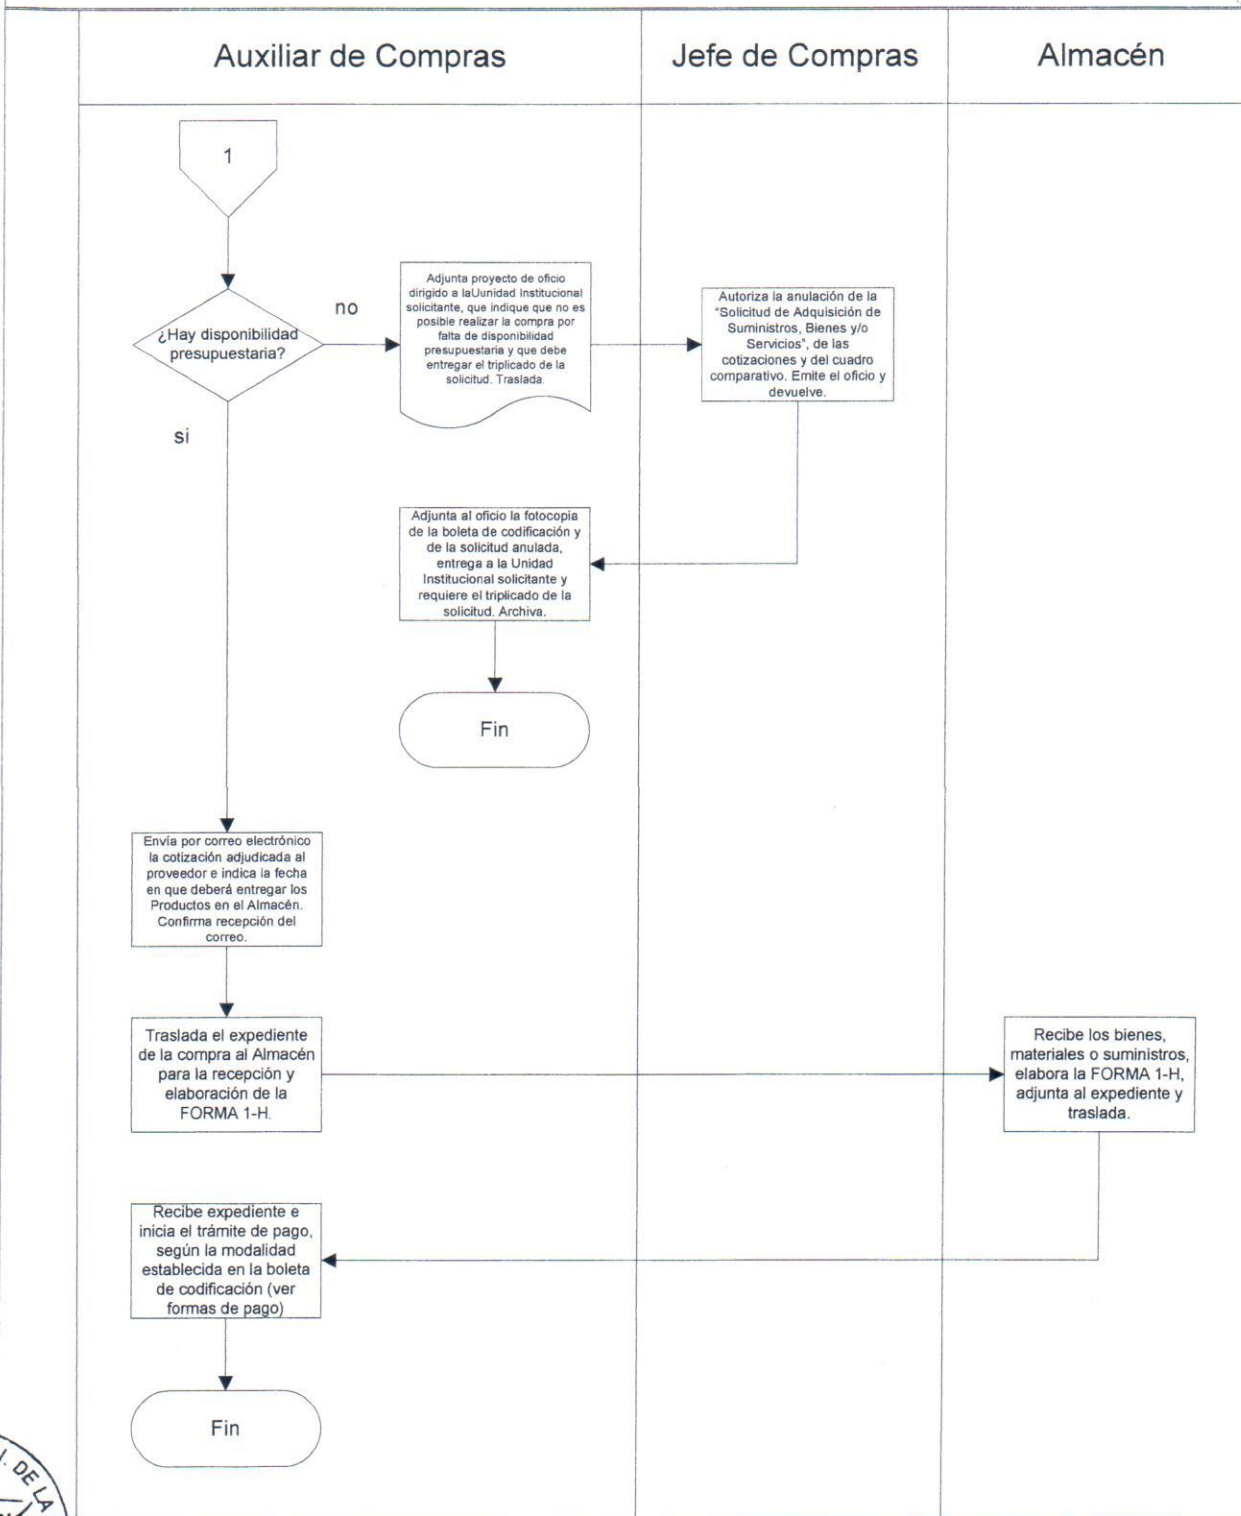 Auxiliar de Compras
Jefe de Compras
Almacén
1
¿Hay disponibilidad
presupuestaria?
no
si
Adjunta proyecto de oficio
dirigido a laUunidad Institucional
solicitante, que indique que no es
posible realizar la compra por
falta de disponibilidad
presupuestaria y que debe
entregar el triplicado de la
solicitud. Traslada.
Autoriza la anulación de la
“Solicitud de Adquisición de
Suministros, Bienes y/o
Servicios”, de las
cotizaciones y del cuadro
comparativo. Emite el oficio y
devuelve.
Adjunta al oficio la fotocopia
de la boleta de codificación y
de la solicitud anulada,
entrega a la Unidad
Institucional solicitante y
requiere el triplicado de la
solicitud. Archiva.
Fin
Envía por correo electrónico
la cotización adjudicada al
proveedor e indica la fecha
en que deberá entregar los
Productos en el Almacén.
Confirma recepción del
correo.
Traslada el expediente
de la compra al Almacén
para la recepción y
elaboración de la
FORMA 1-H.
Recibe los bienes,
materiales o suministros,
elabora la FORMA 1-H,
adjunta al expediente y
traslada.
Recibe expediente e
inicia el trámite de pago,
según la modalidad
establecida en la boleta
de codificación (ver
formas de pago)
Fin
DE LA